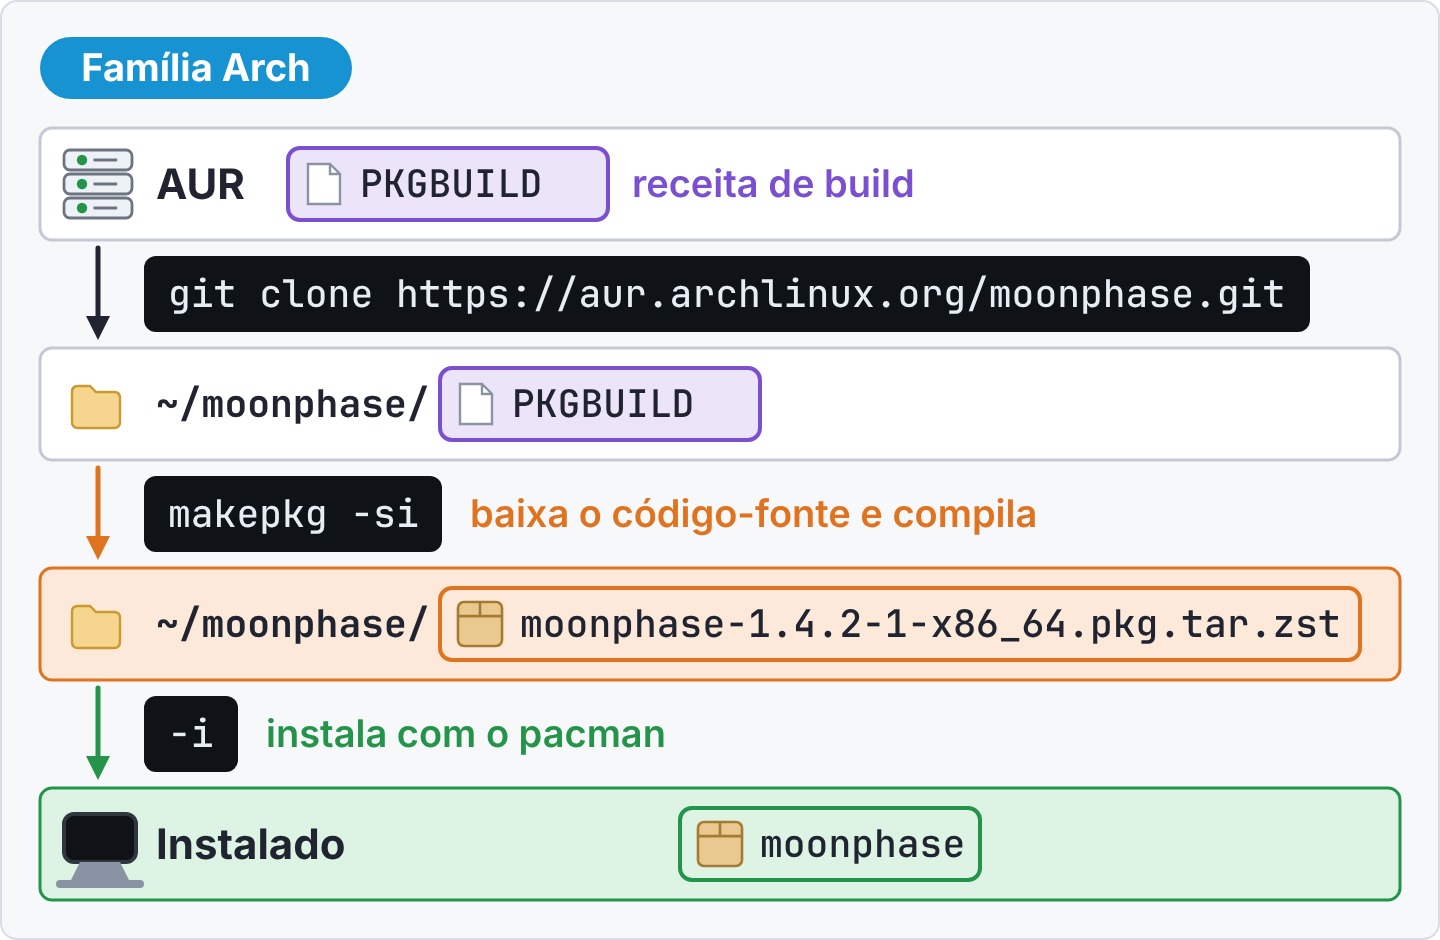 Família Arch
AUR PKGBUILD receita de build
git clone https://aur.archlinux.org/moonphase.git
~/moonphase/ PKGBUILD
makepkg -si baixa o código-fonte e compila
~/moonphase/ moonphase-1.4.2-1-x86_64.pkg.tar.zst
-i instala com o pacman
Instalado moonphase